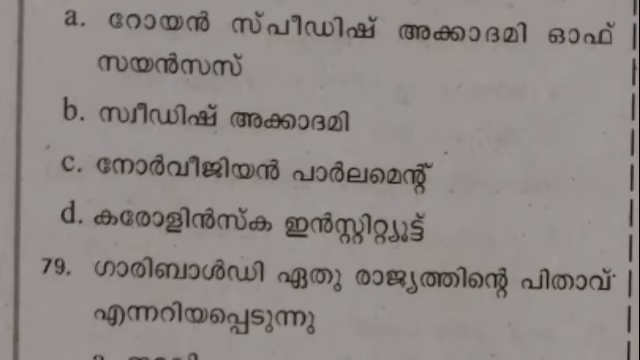 a. റോയൻ സ്പീഡിഷ് അക്കാദമി ഓഫ്
സയൻസസ്
b. സ്വീഡിഷ് അക്കാദമി
c. നോർവീജിയൻ പാർലമെന്റ്
d. കരോളിൻസ്ക ഇൻസ്റ്റിറ്റ്യൂട്ട്
79. ഗാരിബാൾഡി ഏതു രാജ്യത്തിന്റെ പിതാവ്
എന്നറിയപ്പെടുന്നു